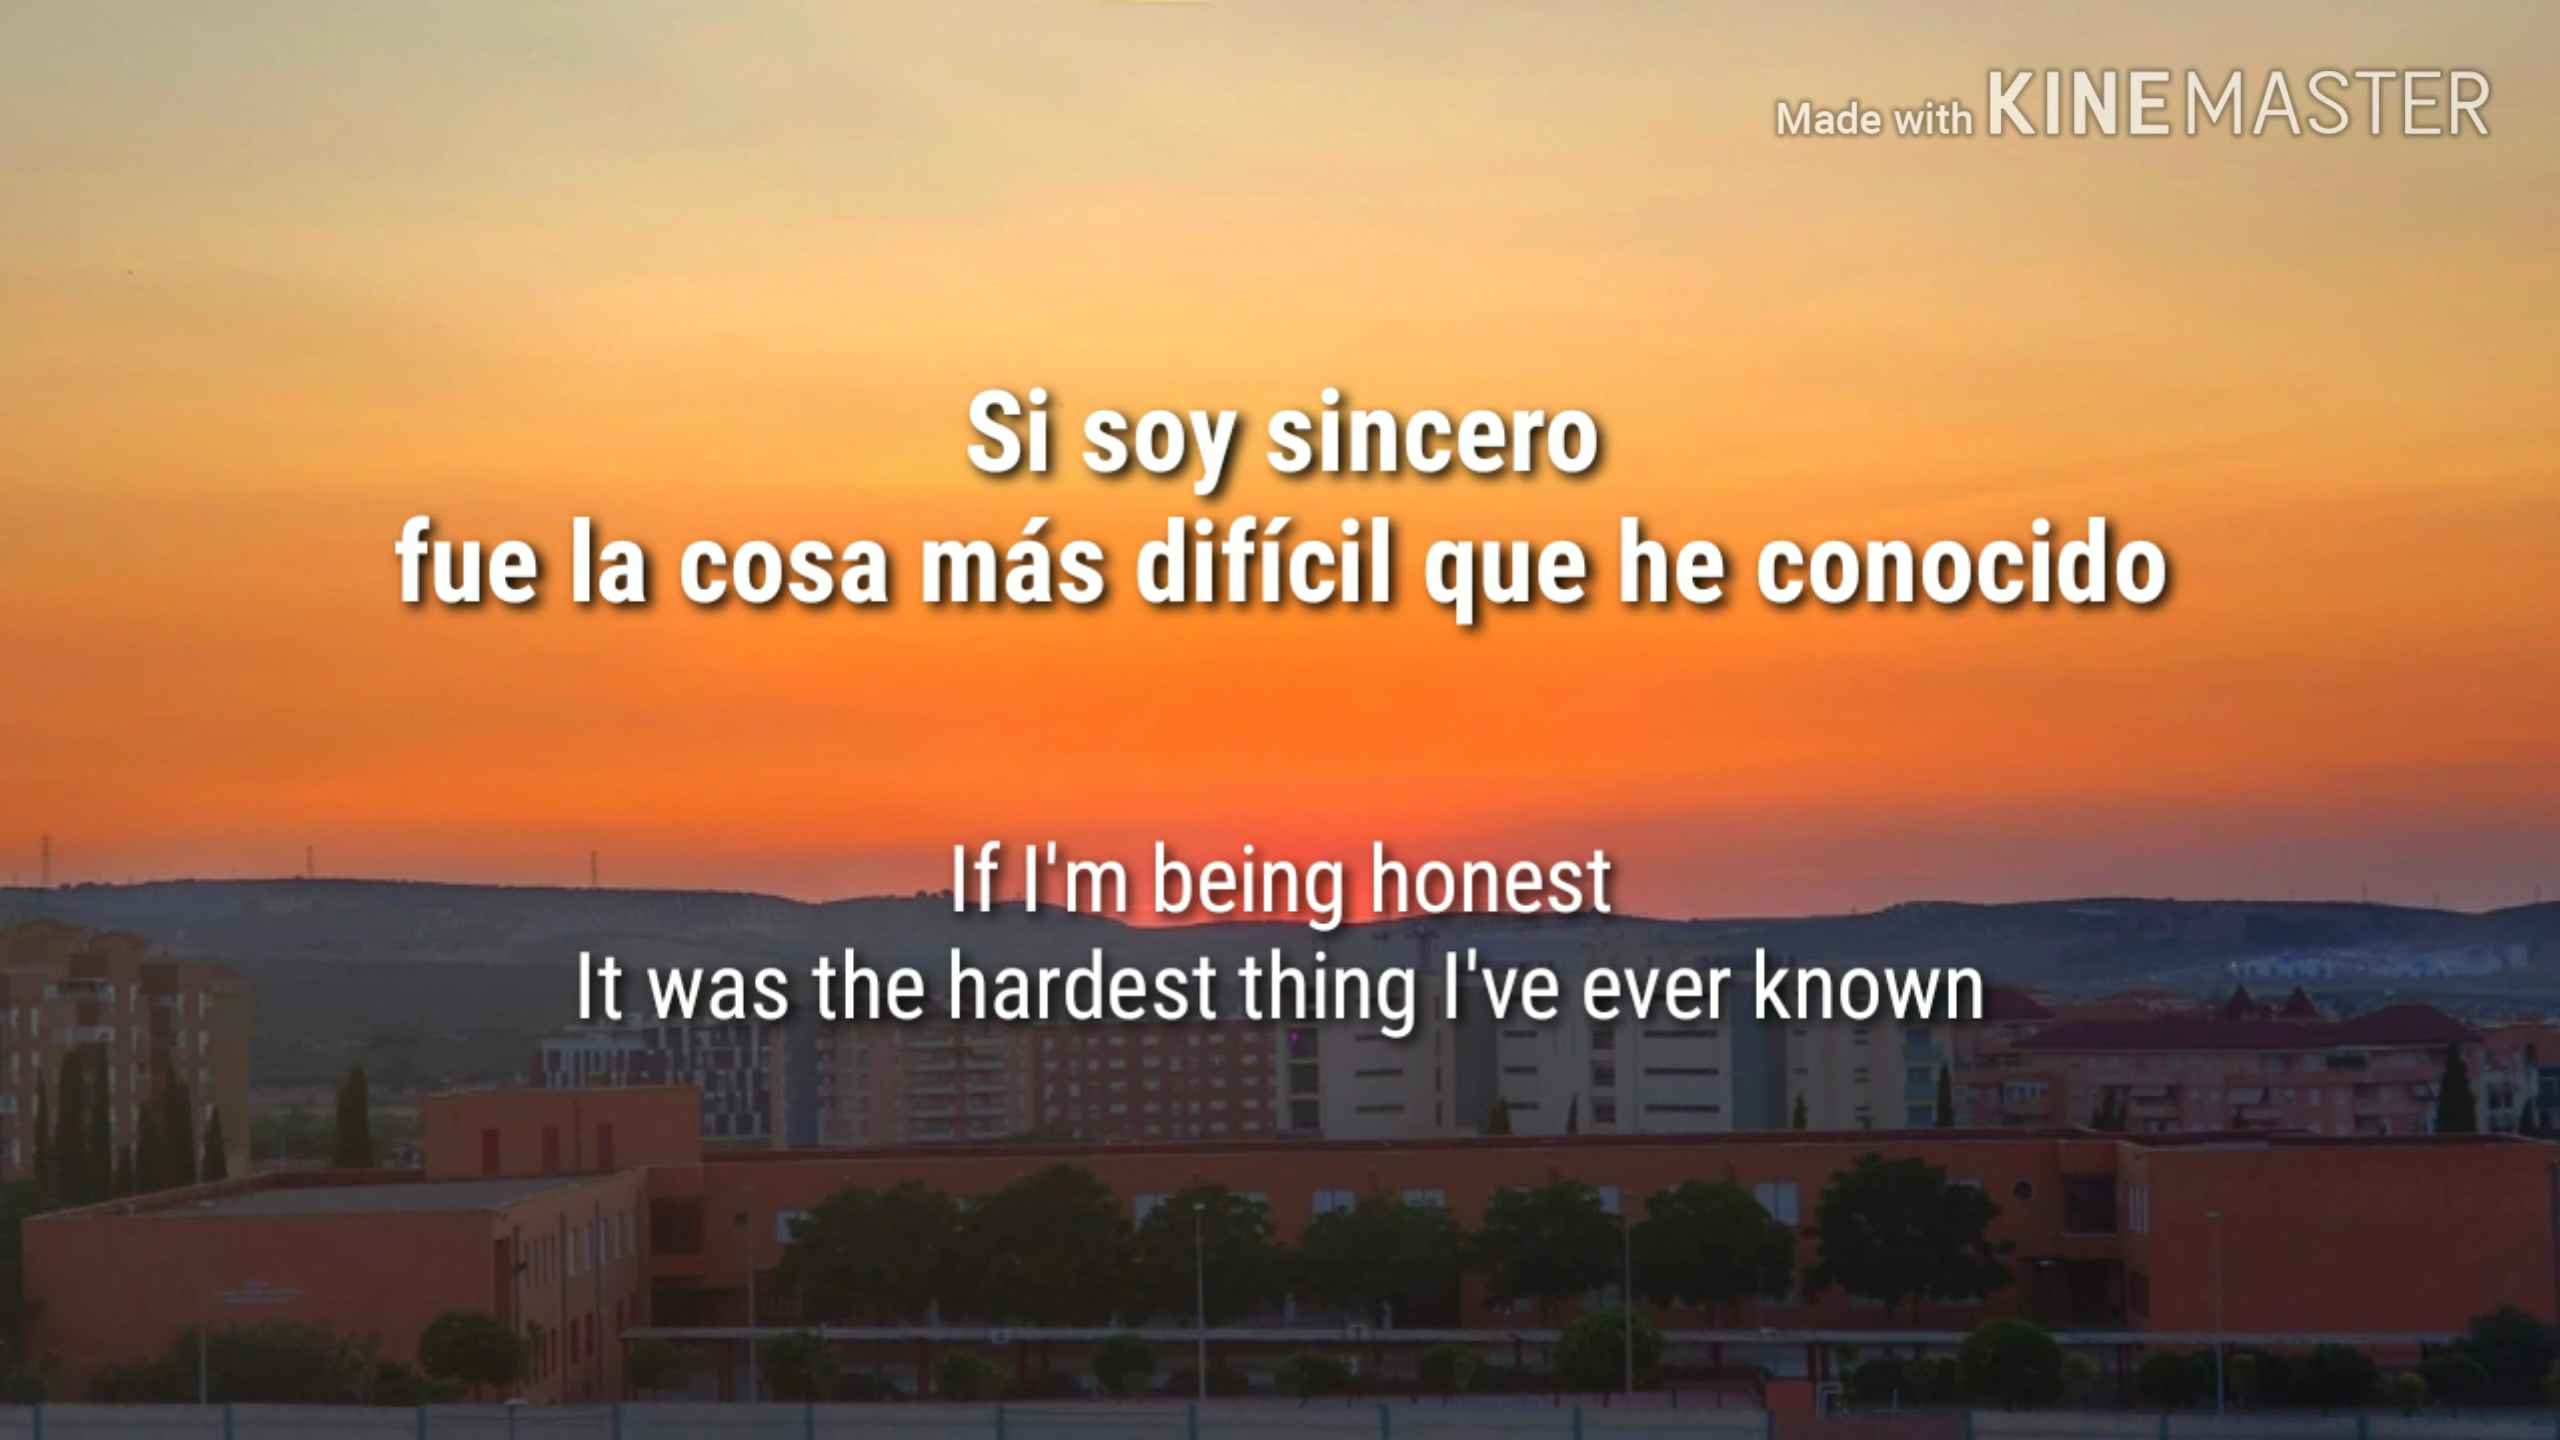 Made with KINEMASTER
Si soy sincero
fue la cosa más difícil que he conocido
If I'm being honest
It was the hardest thing I've ever known